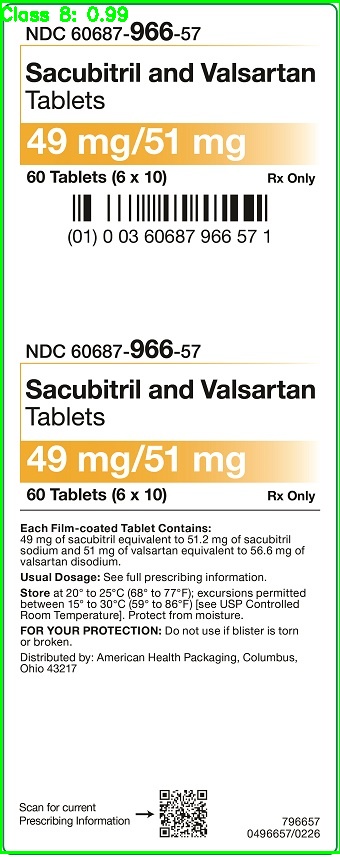 Class 8: 0.99
NDC 60687-966-57
Sacubitril and Valsartan
Tablets
49 mg/51 mg
60 Tablets (6 x 10) Rx Only
(01) 0 03 60687 966 57 1
NDC 60687-966-57
Sacubitril and Valsartan
Tablets
49 mg/51 mg
60 Tablets (6 x 10) Rx Only
Each Film-coated Tablet Contains:
49 mg of sacubitril equivalent to 51.2 mg of sacubitril
sodium and 51 mg of valsartan equivalent to 56.6 mg of
valsartan disodium.
Usual Dosage: See full prescribing information.
Store at 20° to 25°C (68° to 77°F); excursions permitted
between 15° to 30°C (59° to 86°F) [see USP Controlled
Room Temperature]. Protect from moisture.
FOR YOUR PROTECTION: Do not use if blister is torn
or broken.
Distributed by: American Health Packaging, Columbus,
Ohio 43217
Scan for current
Prescribing Information
796657
0496657/0226